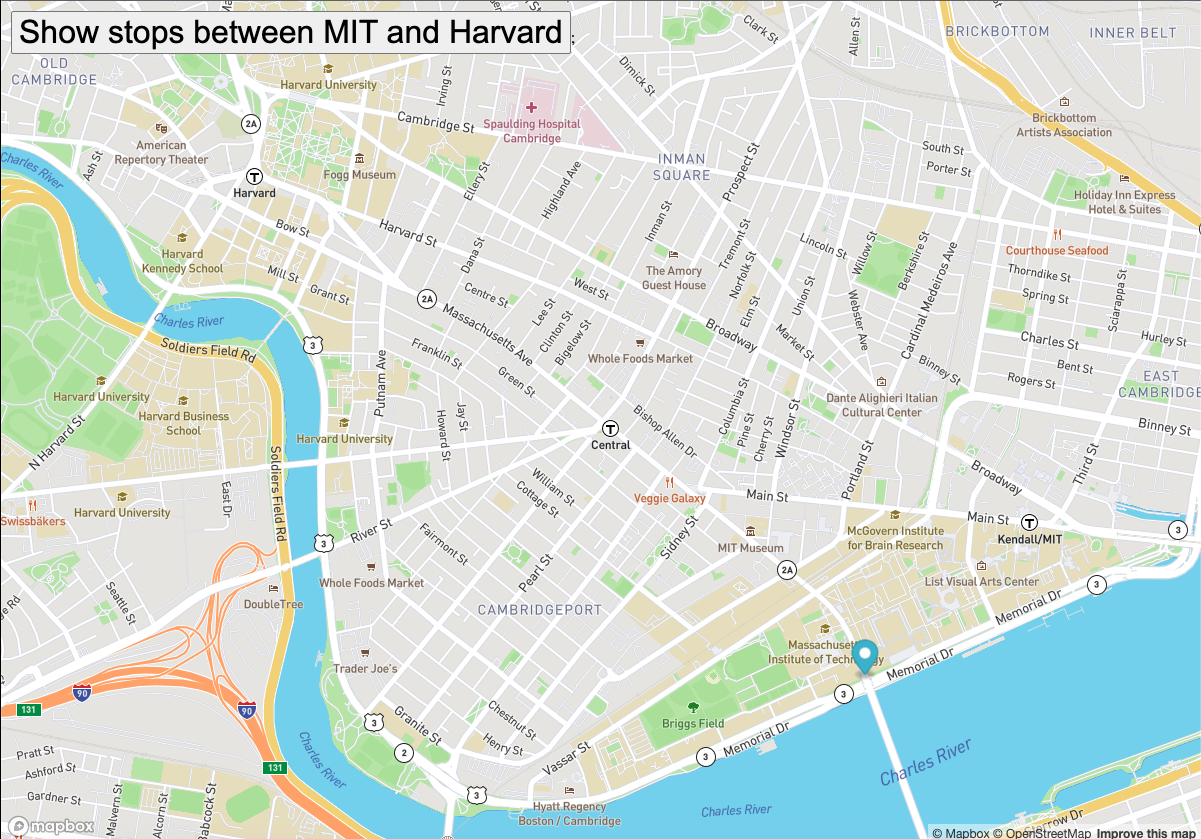 Show stops between MIT and Harvard
;
Clark St
Allen St
BRICKBOTTOM
INNER BELT
OLD
CAMBRIDGE
Harvard University
Irving St
Dimick St
Spaulding Hospital
Cambridge
Brickbottom
Artists Association
2A
Cambridge St
American
Repertory Theater
Ash St
Charles River
T
Harvard
Fogg Museum
Ellery St
Highland Ave
INMAN
SQUARE
Prospect St
South St
Porter St
Holiday Inn Express
Hotel & Suites
Bow St
Harvard St
Inman St
Tremont St
Lincoln St
Willow St
Berkshire St
Courthouse Seafood
Harvard
Kennedy School
Mill St
Grant St
Dana St
Centre St
West St
The Amory
Guest House
Norfolk St
Elm St
Union St
Webster Ave
Cardinal Medeiros Ave
Thorndike St
Spring St
Sciarappa St
2A
Massachusetts Ave
Lee St
Clinton St
Bigelow St
Broadway
Market St
Charles St
Hurley St
Charles River
Soldiers Field Rd
3
Putnam Ave
Franklin St
Green St
Whole Foods Market
Binney St
Bent St
Rogers St
EAST
CAMBRIDGE
Harvard University
Harvard Business
School
N Harvard St
Harvard University
Jay St
Howard St
T
Central
Bishop Allen Dr
Columbia St
Pine St
Cherry St
Windsor St
Dante Alighieri Italian
Cultural Center
Binney St
Swissbäkers
Harvard University
East Dr
Soldiers Field Rd
William St
Cottage St
Veggie Galaxy
Main St
Portland St
Broadway
Third St
3
River St
Fairmont St
Sidney St
MIT Museum
McGovern Institute
for Brain Research
Main St
T
Kendall/MIT
3
Seattle St
DoubleTree
Whole Foods Market
Pearl St
2A
List Visual Arts Center
3
CAMBRIDGEPORT
Memorial Dr
Trader Joe's
Massachusetts
Institute of Technology
Memorial Dr
90
131
90
3
2
Granite St
Chestnut St
Henry St
Briggs Field
3
3
Memorial Dr
Vassar St
Charles River
Charles River
Pratt St
Ashford St
Gardner St
131
Malvern St
Alcorn St
Babcock St
3
Hyatt Regency
Boston / Cambridge
Charles River
mapbox
© Mapbox © OpenStreetMap Improve this map